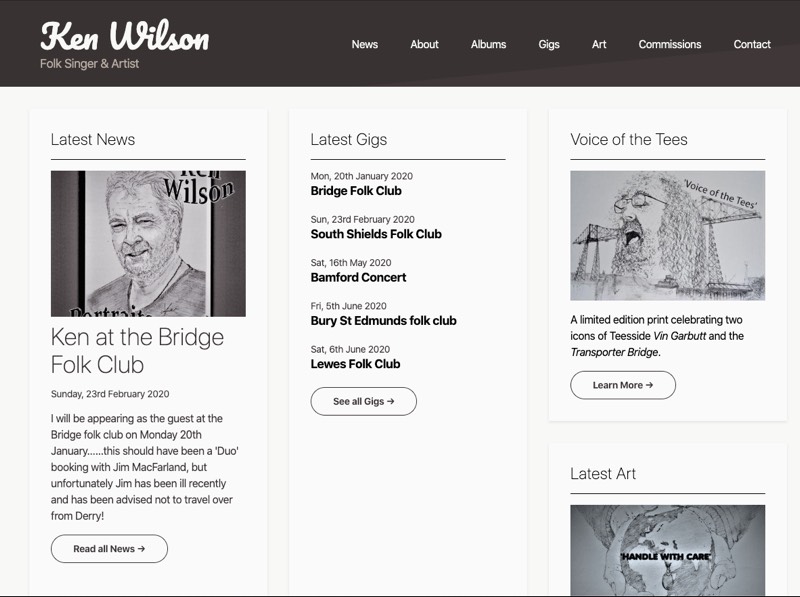 Ken Wilson
Folk Singer & Artist
News About Albums Gigs Art Commissions Contact
Latest News
Ken
Wilson
Portraits
Ken at the Bridge
Folk Club
Sunday, 23rd February 2020
I will be appearing as the guest at the
Bridge folk club on Monday 20th
January......this should have been a 'Duo'
booking with Jim MacFarland, but
unfortunately Jim has been ill recently
and has been advised not to travel over
from Derry!
Read all News →
Latest Gigs
Mon, 20th January 2020
Bridge Folk Club
Sun, 23rd February 2020
South Shields Folk Club
Sat, 16th May 2020
Bamford Concert
Fri, 5th June 2020
Bury St Edmunds folk club
Sat, 6th June 2020
Lewes Folk Club
See all Gigs →
Voice of the Tees
'Voice of the Tees'
A limited edition print celebrating two
icons of Teesside Vin Garbutt and the
Transporter Bridge.
Learn More →
Latest Art
'HANDLE WITH CARE'